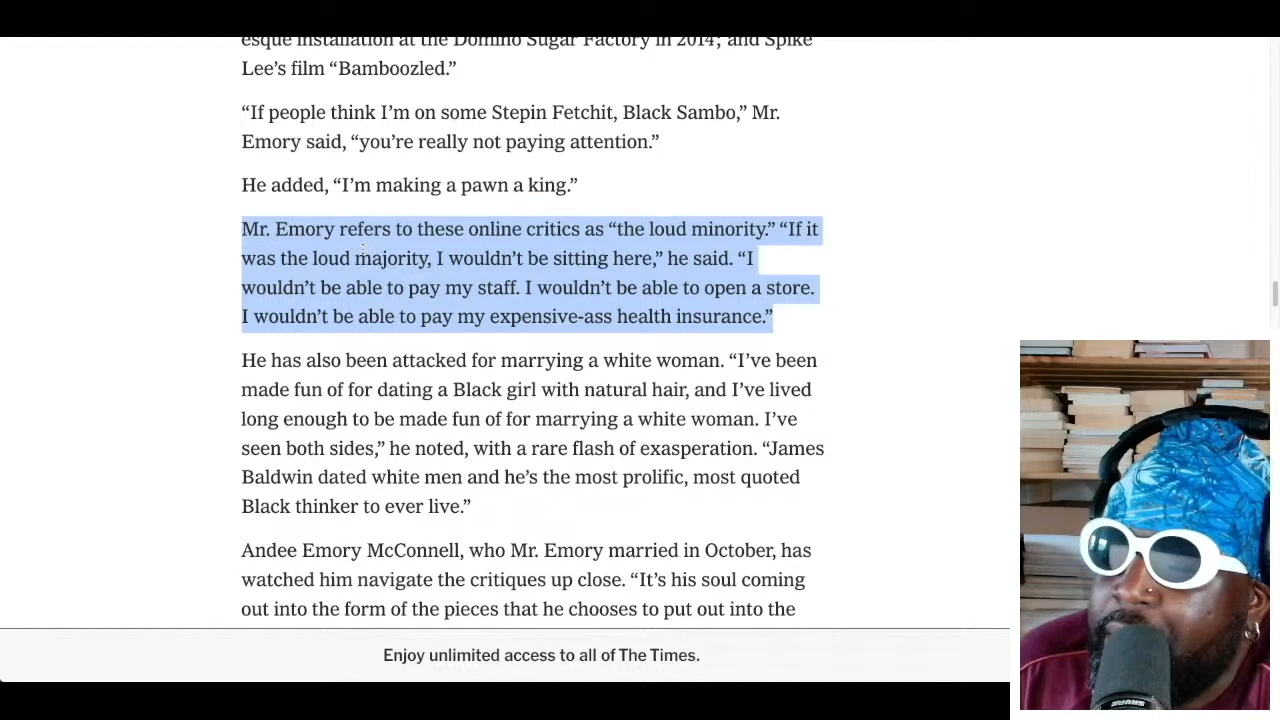 esque installation at the Domino Sugar Factory in 2014; and Spike
Lee’s film “Bamboozled.”
“If people think I’m on some Stepin Fetchit, Black Sambo,” Mr.
Emory said, “you’re really not paying attention.”
He added, “I’m making a pawn a king.”
Mr. Emory refers to these online critics as “the loud minority.” “If it
was the loud majority, I wouldn’t be sitting here,” he said. “I
wouldn’t be able to pay my staff. I wouldn’t be able to open a store.
I wouldn’t be able to pay my expensive-ass health insurance.”
He has also been attacked for marrying a white woman. “I’ve been
made fun of for dating a Black girl with natural hair, and I’ve lived
long enough to be made fun of for marrying a white woman. I’ve
seen both sides,” he noted, with a rare flash of exasperation. “James
Baldwin dated white men and he’s the most prolific, most quoted
Black thinker to ever live.”
Andee Emory McConnell, who Mr. Emory married in October, has
watched him navigate the critiques up close. “It’s his soul coming
out into the form of the pieces that he chooses to put out into the
Enjoy unlimited access to all of The Times.
SHURE